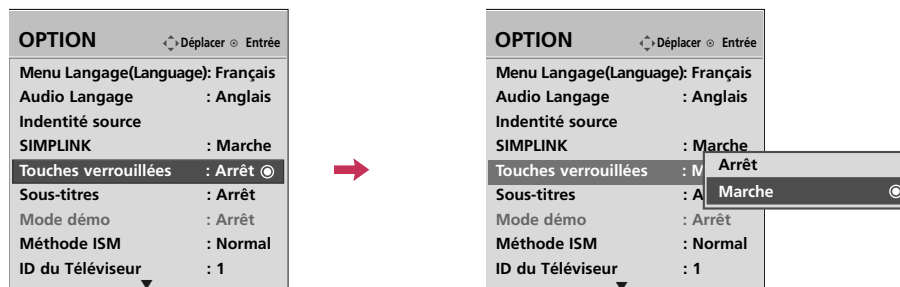 OPTION Déplacer Entrée
Menu Langage(Language): Français
Audio Langage : Anglais
Indentité source
SIMPLINK : Marche
Touches verrouillées : Arrêt
Sous-titres : Arrêt
Mode démo : Arrêt
Méthode ISM : Normal
ID du Téléviseur : 1
OPTION Déplacer Entrée
Menu Langage(Language): Français
Audio Langage : Anglais
Indentité source
SIMPLINK : Marche
Touches verrouillées : M
Sous-titres : A
Mode démo : Arrêt
Méthode ISM : Normal
ID du Téléviseur : 1
Arrêt
Marche